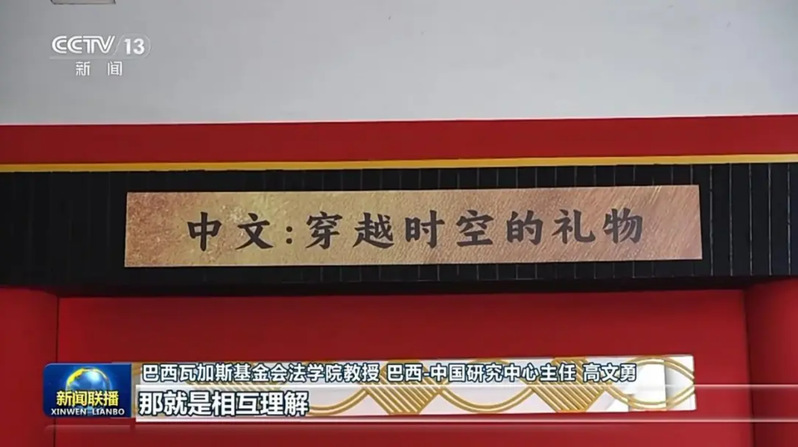 CCTV 13
新闻
中文:穿越时空的礼物
巴西瓦加斯基金会法学院教授 巴西-中国研究中心主任 高文勇
新闻联播
XINWEN-LIANBO
那就是相互理解